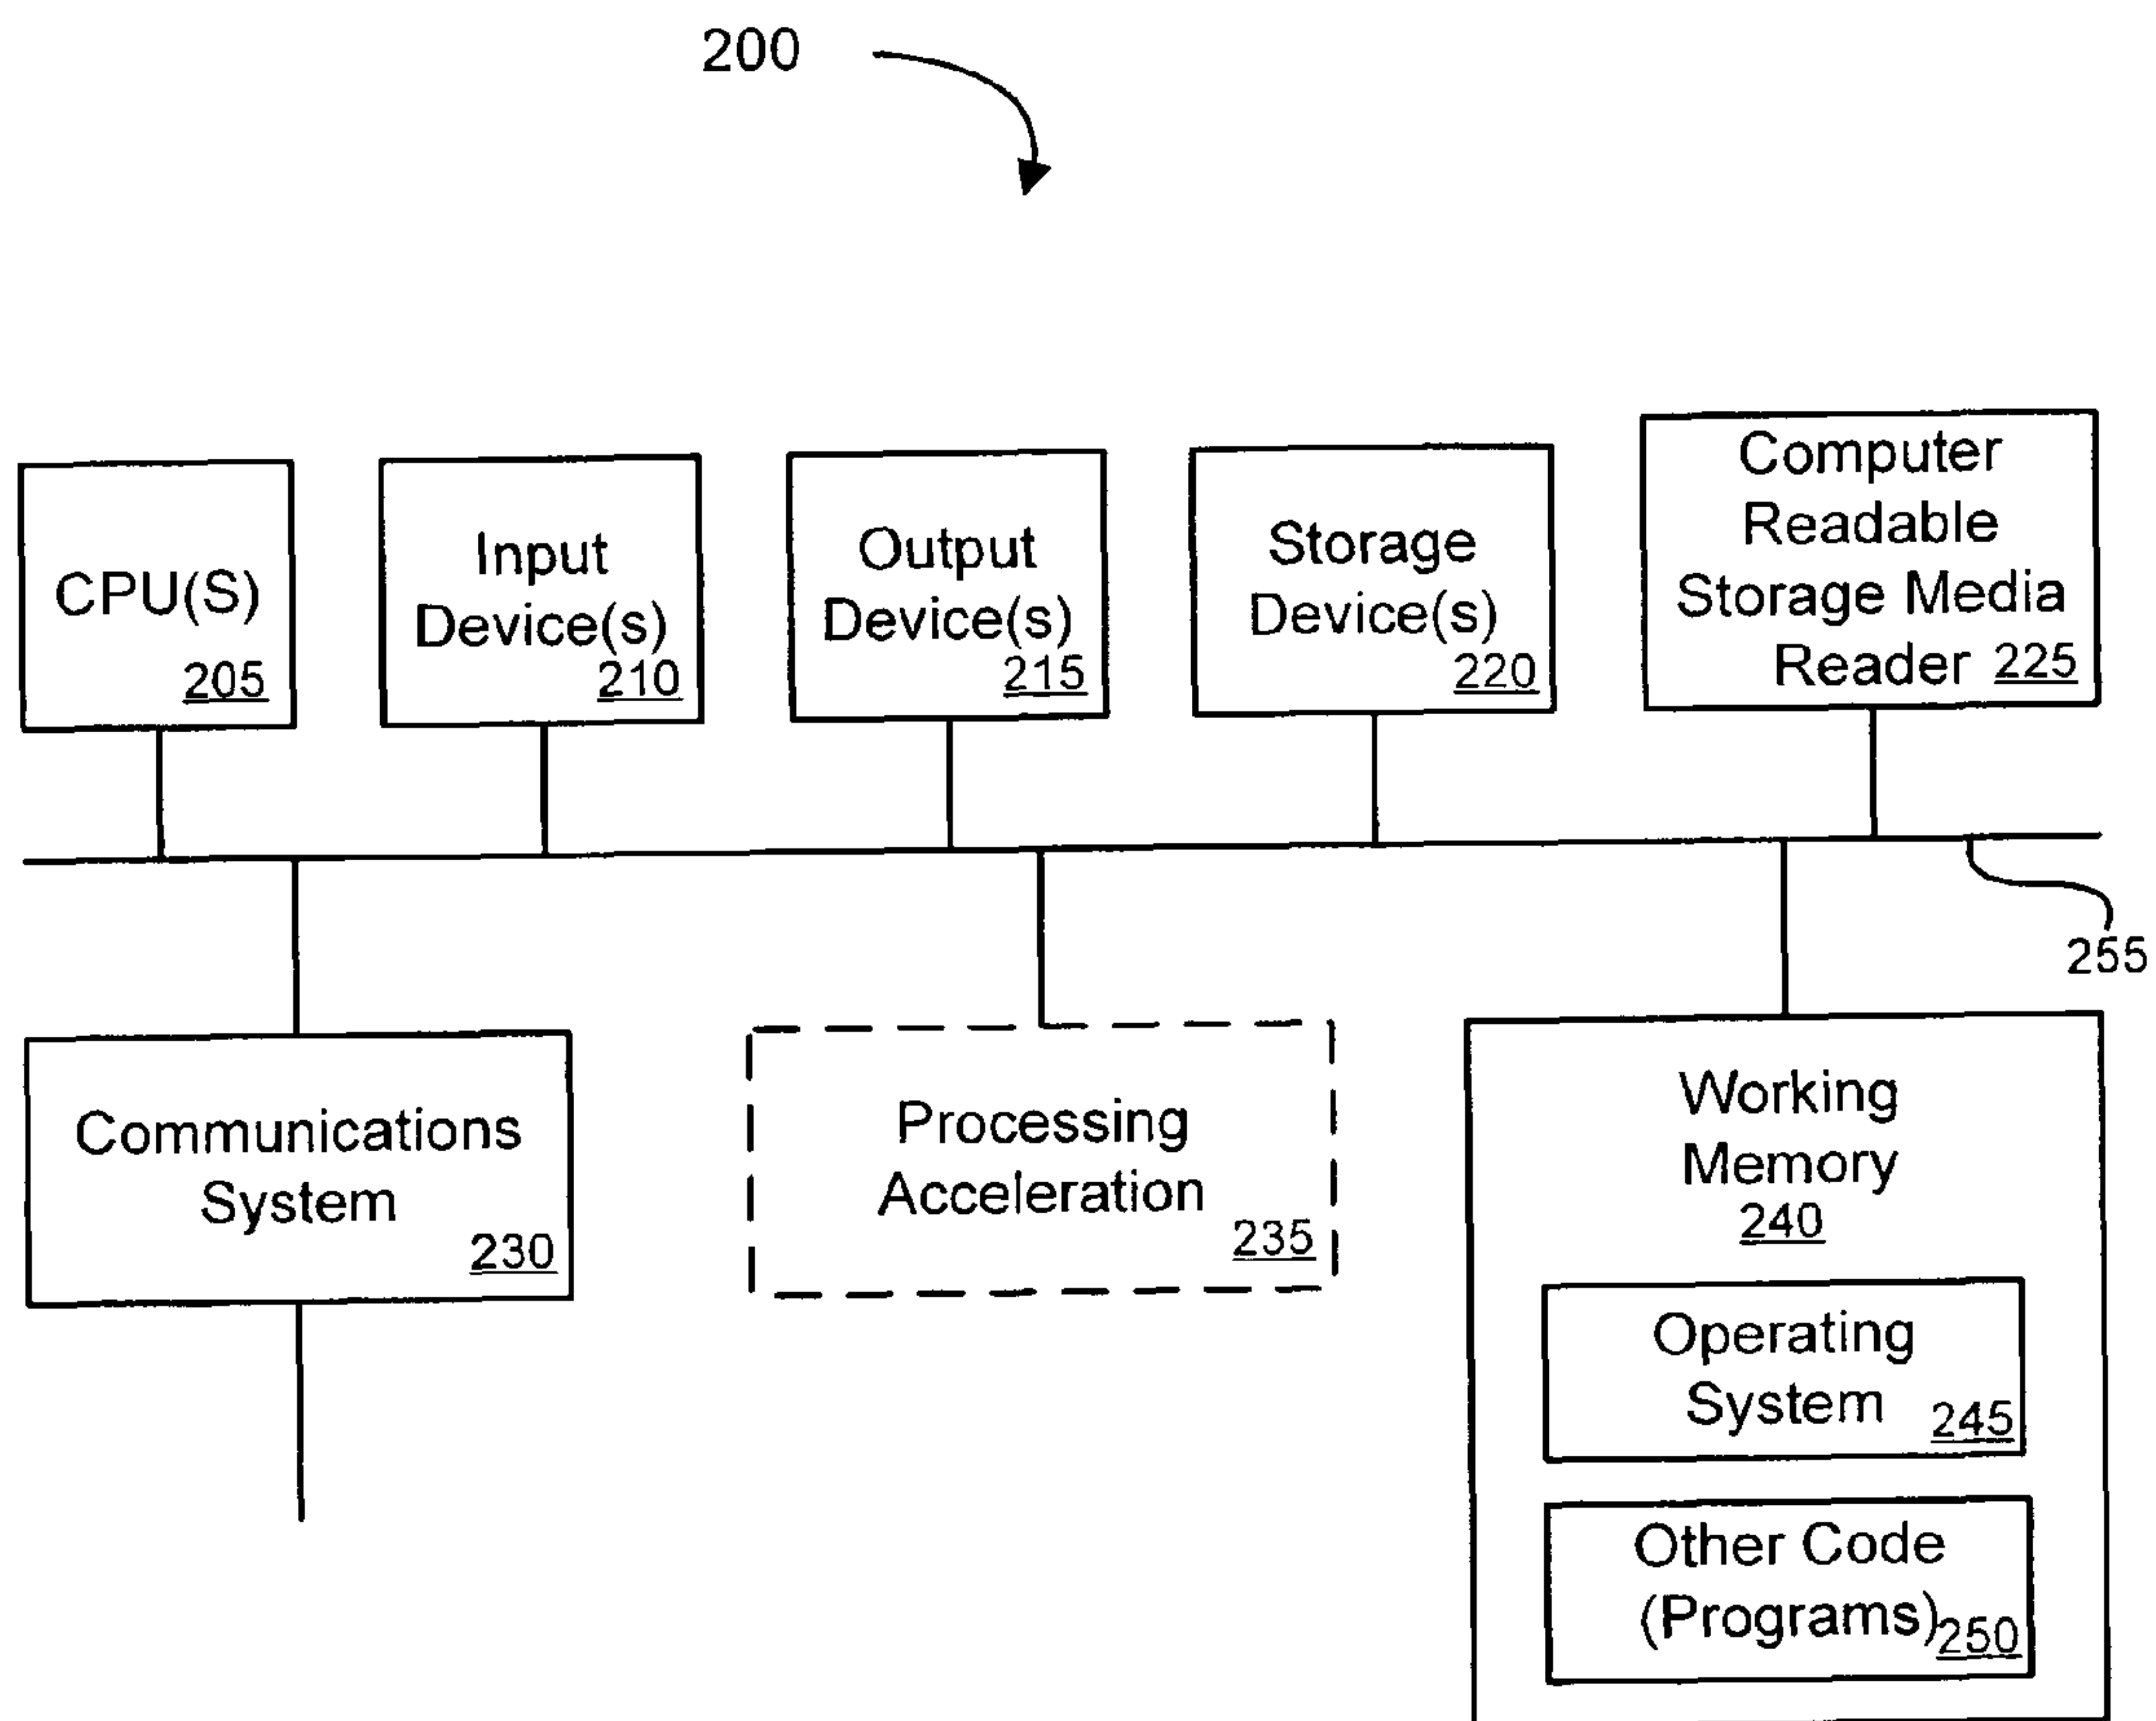 200
CPU(S)
205
Input
Device(s)
210
Output
Device(s)
215
Storage
Device(s)
220
Computer
Readable
Storage Media
Reader 225
255
Communications
System
230
Processing
Acceleration
235
Working
Memory
240
Operating
System 245
Other Code
(Programs) 250